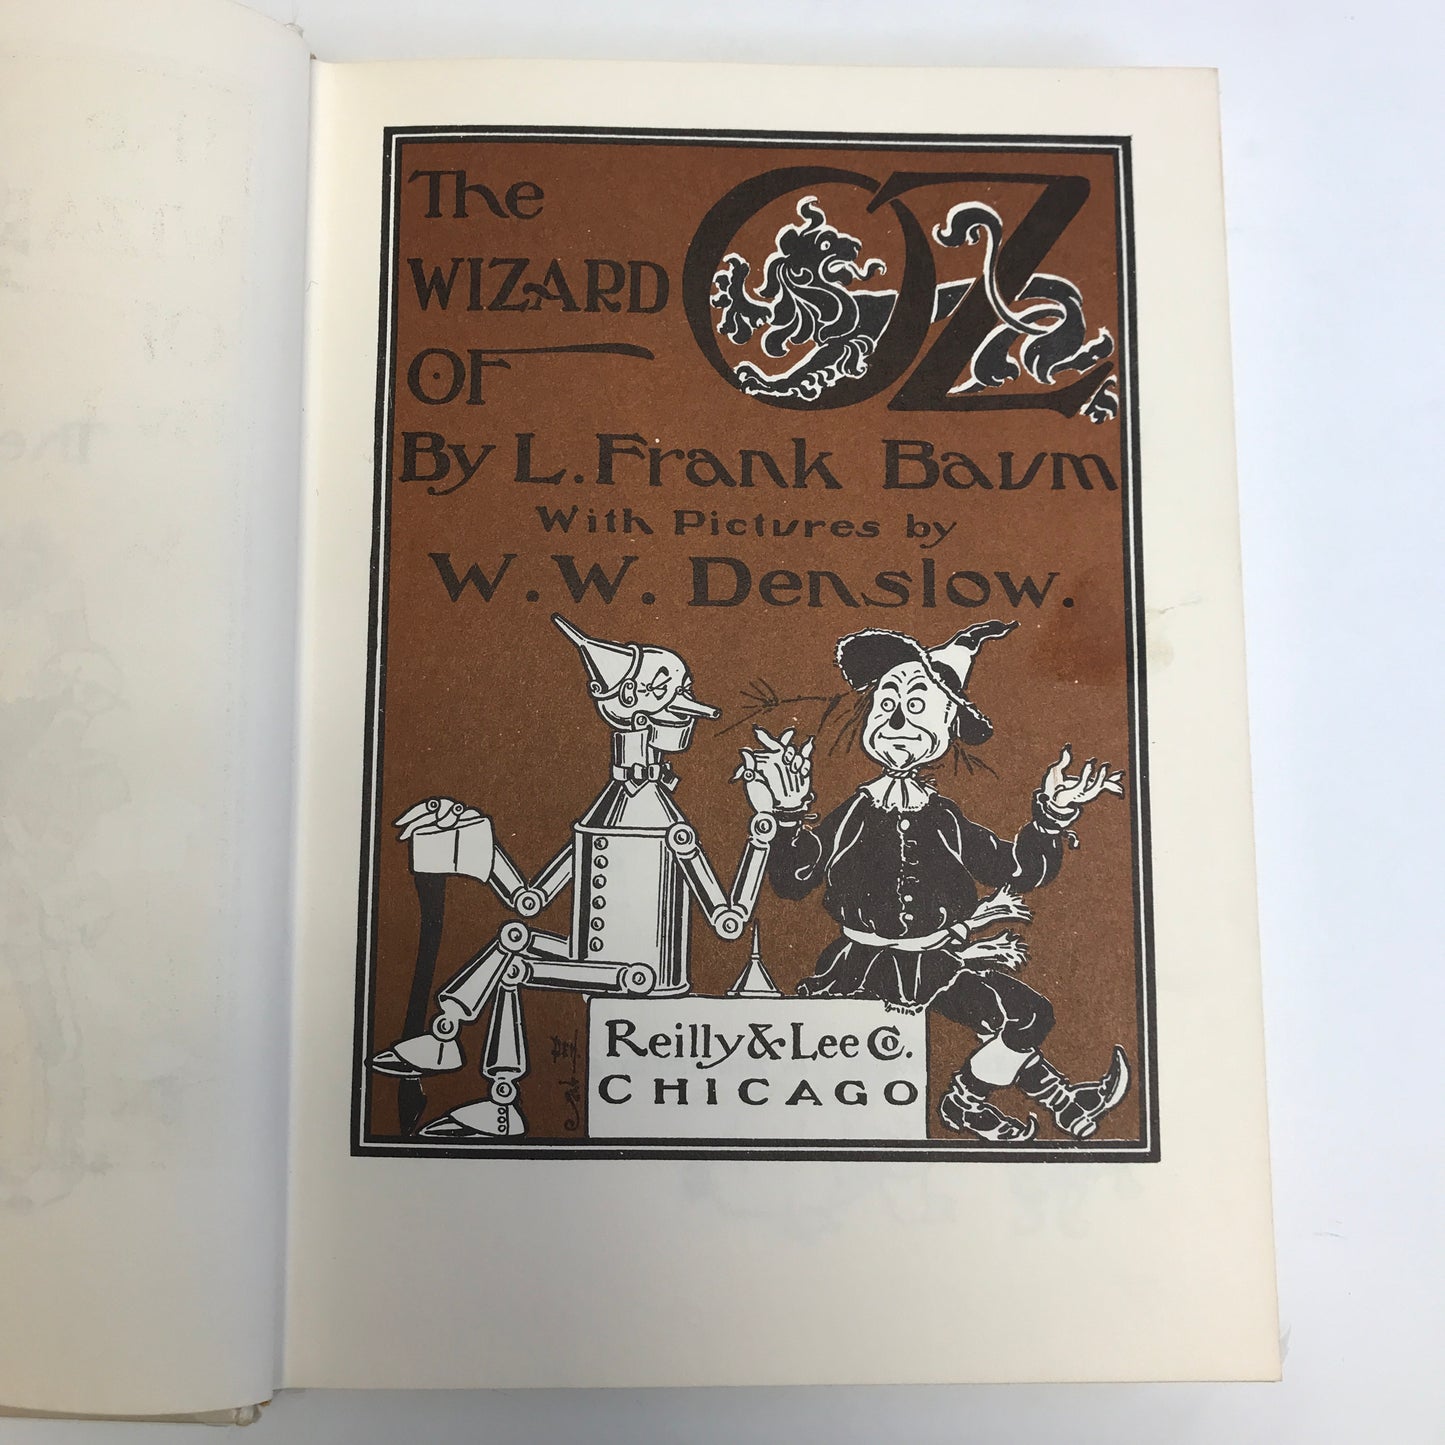 The
WIZARD
OF OZ
By L. Frank Baum
With Pictures by
W. W. Denslow.
Reilly & Lee Co.
CHICAGO